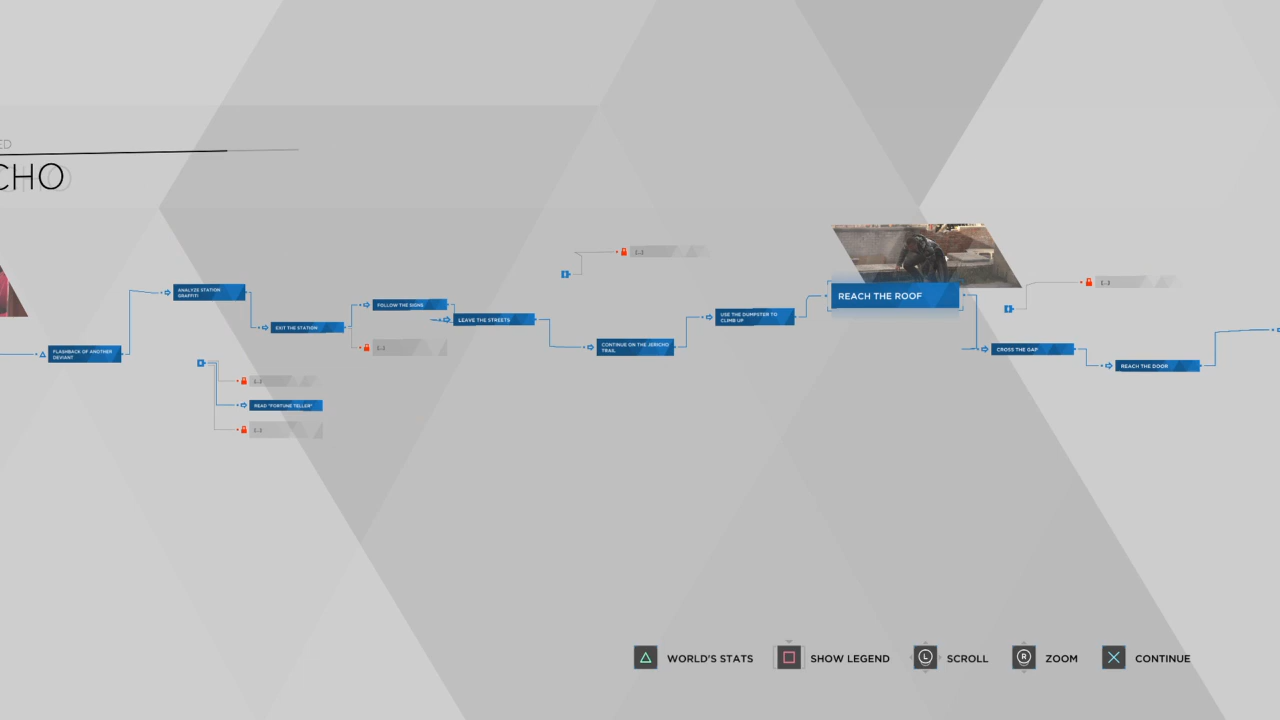 ED
CHO
ANALYZE STATION
GRAFFITI
FLASHBACK OF ANOTHER
DEVIANT
EXIT THE STATION
[...]
READ "FORTUNE TELLER"
[...]
FOLLOW THE SIGNS
LEAVE THE STREETS
[...]
[...]
CONTINUE ON THE JERICHO
TRAIL
USE THE DUMPSTER TO
CLIMB UP
REACH THE ROOF
[...]
CROSS THE GAP
REACH THE DOOR
WORLD'S STATS
SHOW LEGEND
L
SCROLL
R
ZOOM
CONTINUE